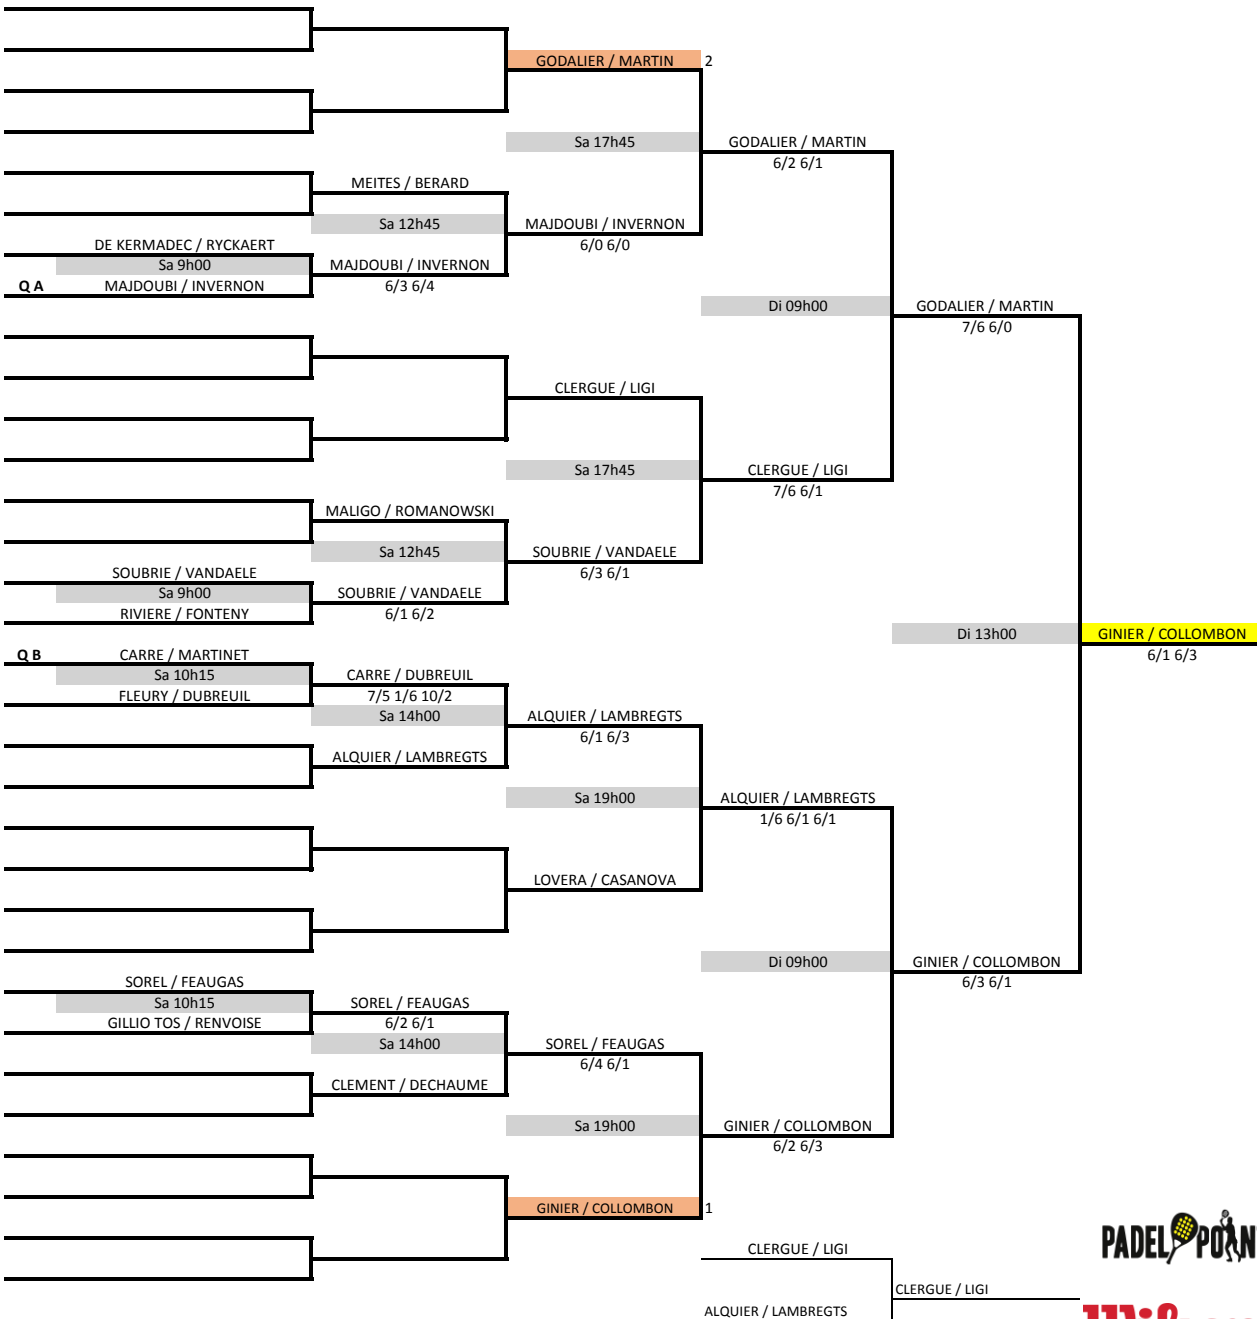 GODALIER / MARTIN 2
Sa 17h45
GODALIER / MARTIN
6/2 6/1
MEITES / BERARD
Sa 12h45
MAJDOUBI / INVERNON
6/0 6/0
DE KERMADEC / RYCKAERT
Sa 9h00
MAJDOUBI / INVERNON
Q A MAJDOUBI / INVERNON
6/3 6/4
Di 09h00
GODALIER / MARTIN
7/6 6/0
CLERGUE / LIGI
Sa 17h45
CLERGUE / LIGI
7/6 6/1
MALIGO / ROMANOWSKI
Sa 12h45
SOUBRIE / VANDAELE
6/3 6/1
SOUBRIE / VANDAELE
Sa 9h00
SOUBRIE / VANDAELE
RIVIERE / FONTENY
6/1 6/2
Di 13h00
GINIER / COLLOMBON
6/1 6/3
Q B CARRE / MARTINET
Sa 10h15
CARRE / DUBREUIL
FLEURY / DUBREUIL
7/5 1/6 10/2
Sa 14h00
ALQUIER / LAMBREGTS
6/1 6/3
ALQUIER / LAMBREGTS
Sa 19h00
ALQUIER / LAMBREGTS
1/6 6/1 6/1
LOVERA / CASANOVA
Di 09h00
GINIER / COLLOMBON
6/3 6/1
SOREL / FEAUGAS
Sa 10h15
SOREL / FEAUGAS
GILLIO TOS / RENVOISE
6/2 6/1
Sa 14h00
SOREL / FEAUGAS
6/4 6/1
CLEMENT / DECHAUME
Sa 19h00
GINIER / COLLOMBON
6/2 6/3
GINIER / COLLOMBON 1
CLERGUE / LIGI
PADEL POIN
CLERGUE / LIGI
ALQUIER / LAMBREGTS